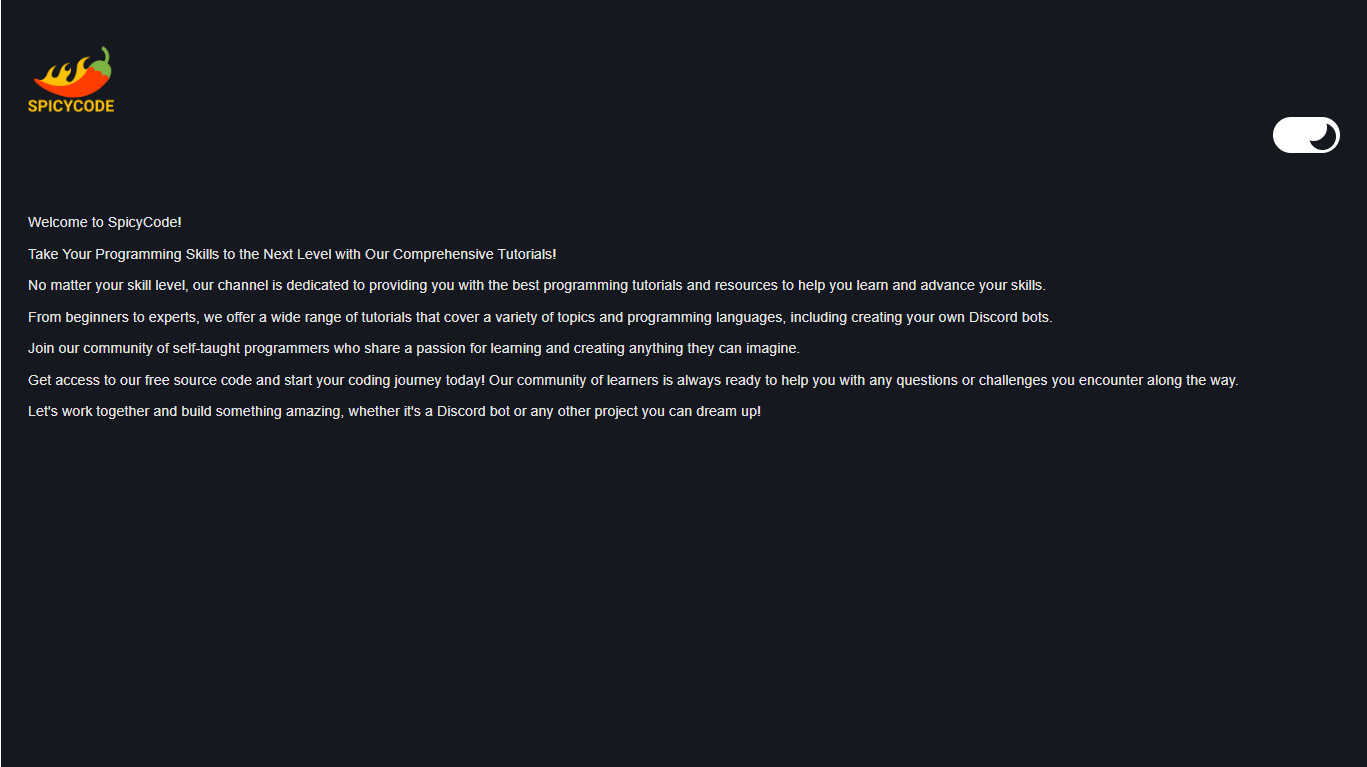 SPICYCODE
Welcome to SpicyCode!
Take Your Programming Skills to the Next Level with Our Comprehensive Tutorials!
No matter your skill level, our channel is dedicated to providing you with the best programming tutorials and resources to help you learn and advance your skills.
From beginners to experts, we offer a wide range of tutorials that cover a variety of topics and programming languages, including creating your own Discord bots.
Join our community of self-taught programmers who share a passion for learning and creating anything they can imagine.
Get access to our free source code and start your coding journey today! Our community of learners is always ready to help you with any questions or challenges you encounter along the way.
Let's work together and build something amazing, whether it's a Discord bot or any other project you can dream up!